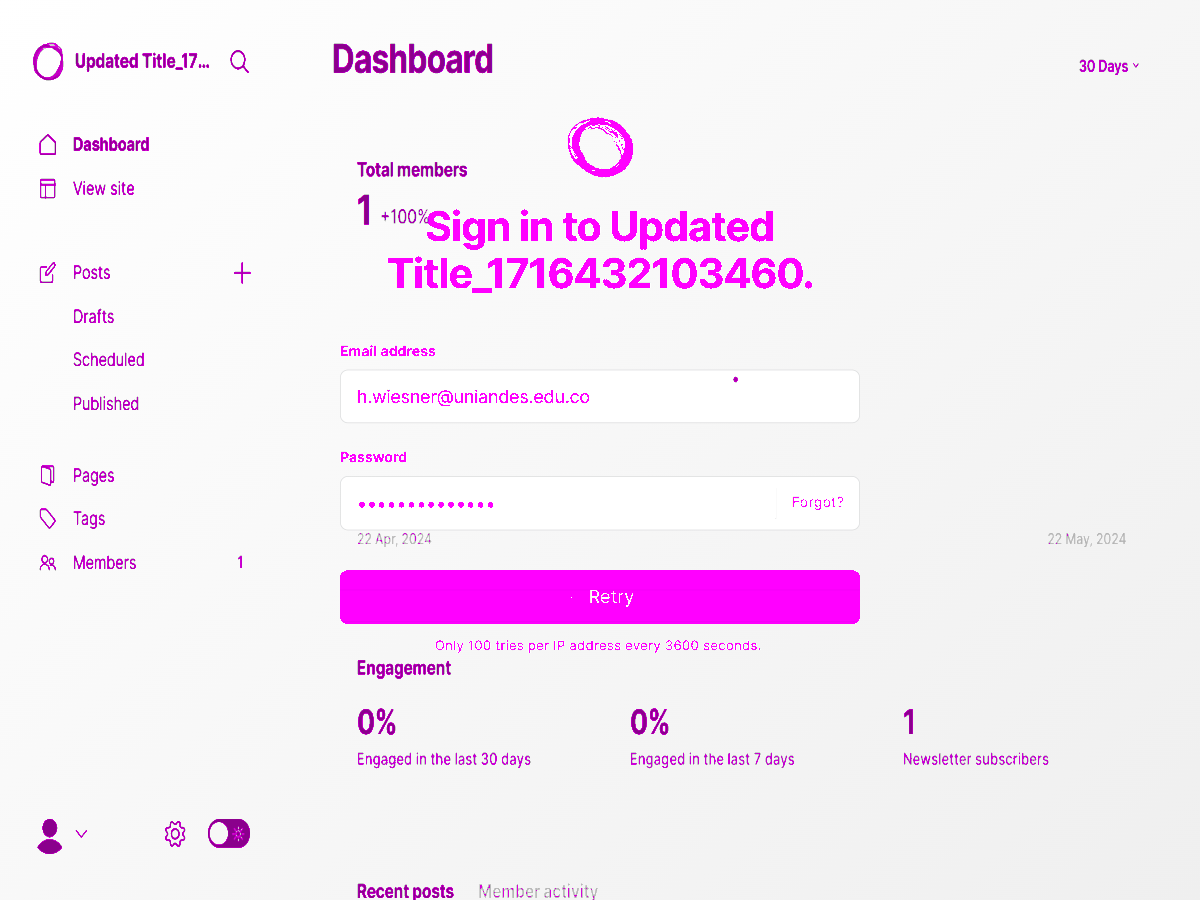 Updated Title_17...
Dashboard
30 Days
Dashboard
View site
Posts
Drafts
Scheduled
Published
Pages
Tags
Members 1
Total members
1 +100%
Sign in to Updated
Title_1716432103460.
Email address
h.wiesner@uniandes.edu.co
Password
Forgot?
22 Apr, 2024
22 May, 2024
Retry
Only 100 tries per IP address every 3600 seconds.
Engagement
0%
Engaged in the last 30 days
0%
Engaged in the last 7 days
1
Newsletter subscribers
Recent posts
Member activity